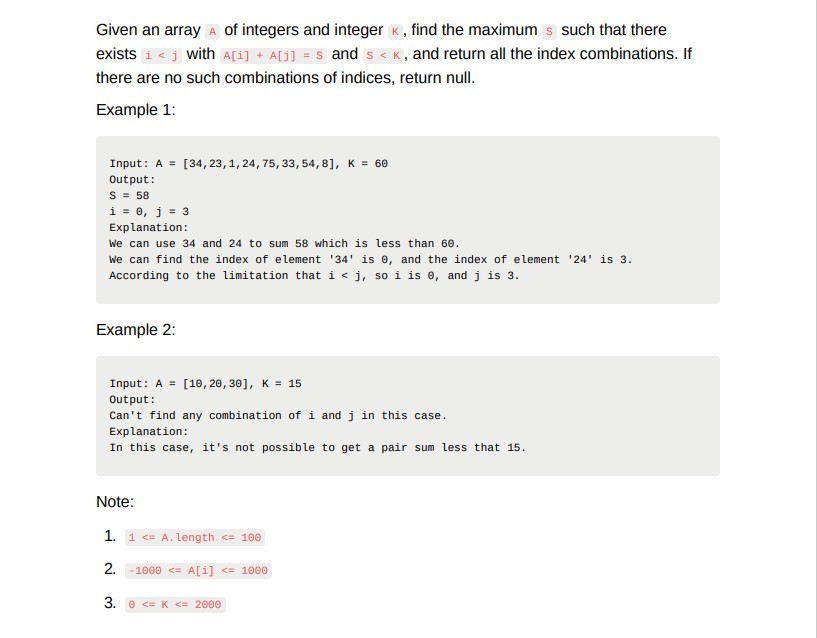 Given an array A of integers and integer K, find the maximum S such that there
exists i < j with A[i] + A[j] = S and S < K, and return all the index combinations. If
there are no such combinations of indices, return null.
Example 1:
Input: A = [34,23,1,24,75,33,54,8], K = 60
Output:
S = 58
i = 0, j = 3
Explanation:
We can use 34 and 24 to sum 58 which is less than 60.
We can find the index of element '34' is 0, and the index of element '24' is 3.
According to the limitation that i < j, so i is 0, and j is 3.
Example 2:
Input: A = [10,20,30], K = 15
Output:
Can't find any combination of i and j in this case.
Explanation:
In this case, it's not possible to get a pair sum less that 15.
Note:
1. 1 <= A.length <= 100
2. -1000 <= A[i] <= 1000
3. 0 <= K <= 2000